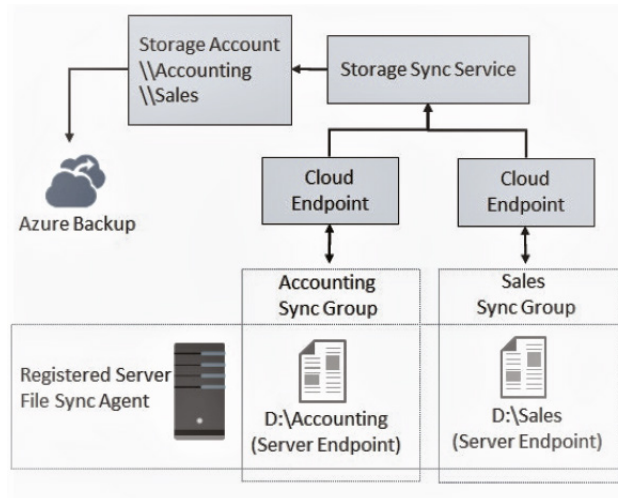 Storage Account
\\Accounting
\\Sales
Storage Sync Service
Azure Backup
Cloud
Endpoint
Cloud
Endpoint
Accounting
Sync Group
Sales
Sync Group
Registered Server
File Sync Agent
D:\Accounting
(Server Endpoint)
D:\Sales
(Server Endpoint)